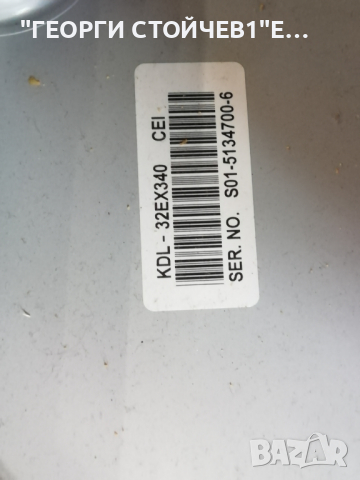 "ГЕОРГИ СТОЙЧЕВ1"Е...
KDL - 32EX340 CEI
SER. NO. S01-5134700-6
BAZAR